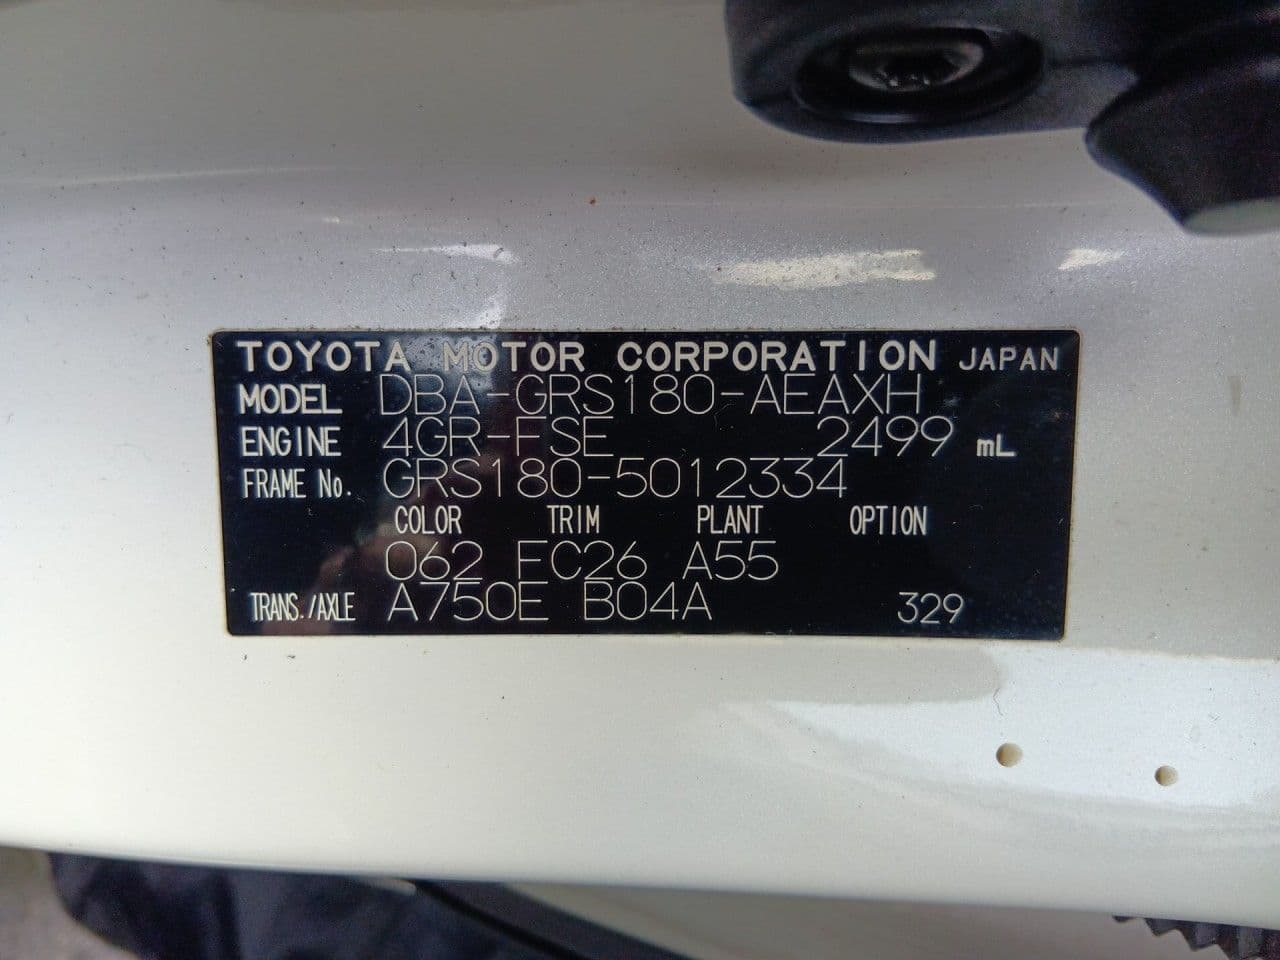 TOYOTA MOTOR CORPORATION JAPAN
MODEL DBA-GRS180-AEAXH
ENGINE 4GR-FSE 2499 mL
FRAME No. GRS180-5012334
COLOR TRIM PLANT OPTION
062 FC26 A55
TRANS./AXLE A750E B04A 329